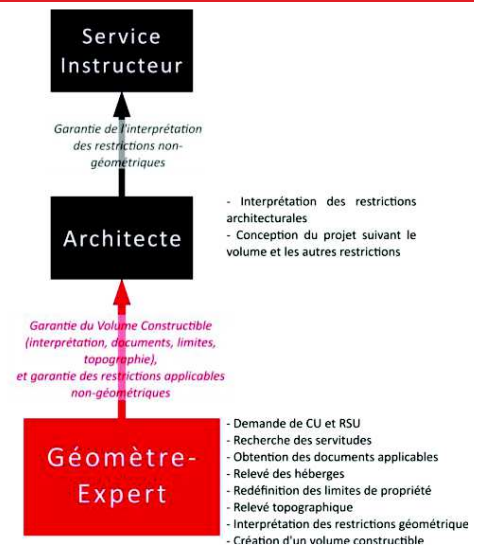 Service
Instructeur
Garantie de l'interprétation
des restrictions non-
géométriques
Architecte
- Interprétation des restrictions
architecturales
- Conception du projet suivant le
volume et les autres restrictions
Garantie du Volume Constructible
(interprétation, documents, limites,
topographie),
et garantie des restrictions applicables
non-géométriques
Géomètre-
Expert
- Demande de CU et RSU
- Recherche des servitudes
- Obtention des documents applicables
- Relevé des héberges
- Redéfinition des limites de propriété
- Relevé topographique
- Interprétation des restrictions géométrique
- Création d'un volume constructible